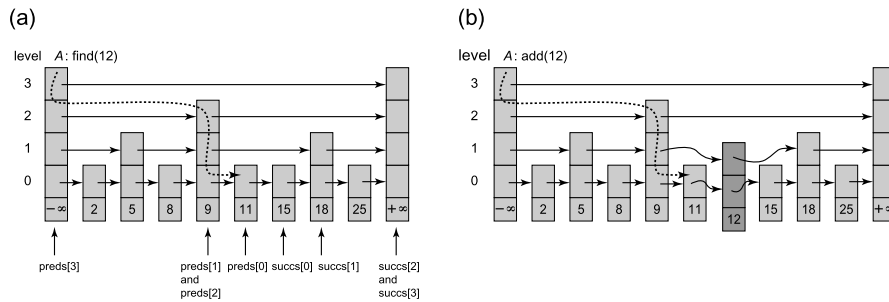 (a)
level A: find(12)
3
2
1
0
−∞ 2 5 8 9 11 15 18 25 +∞
preds[3] preds[1] preds[0] succs[0] succs[1] succs[2]
and and
preds[2] succs[3]
(b)
level A: add(12)
3
2
1
0
−∞ 2 5 8 9 11 12 15 18 25 +∞